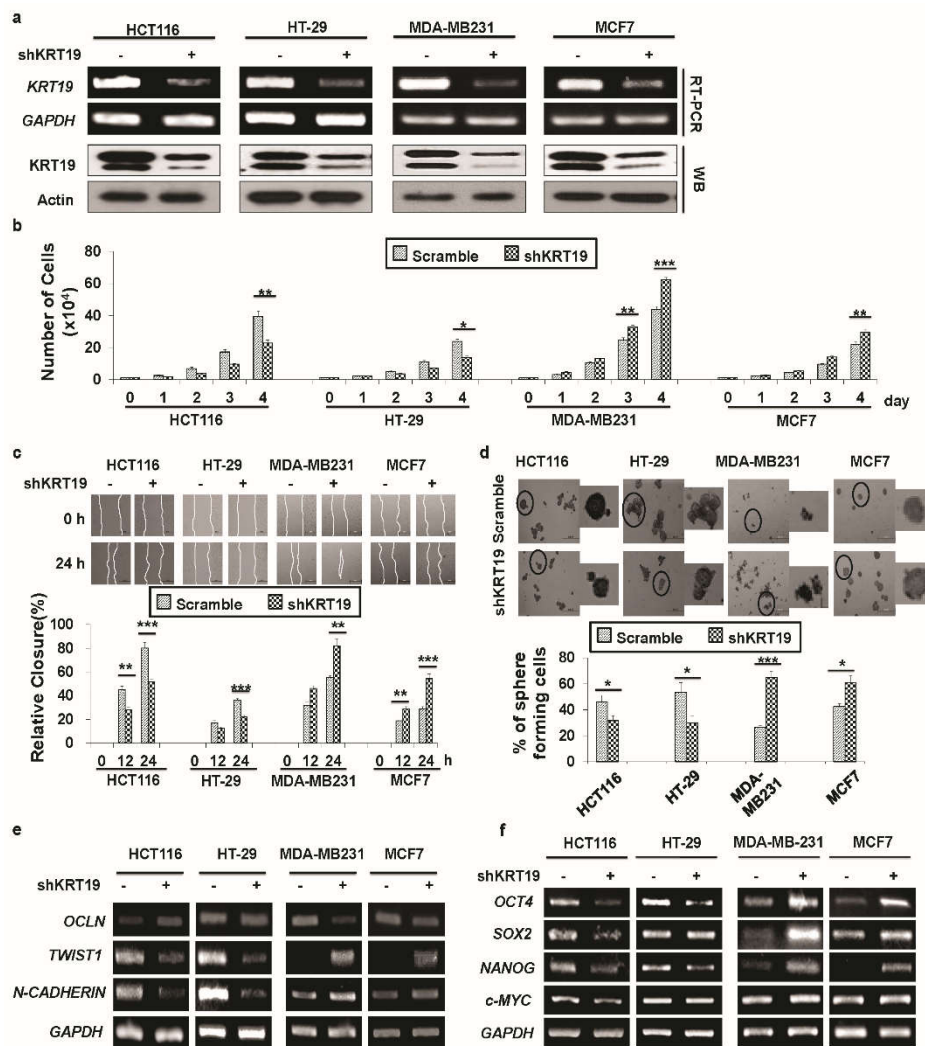 a
HCT116 HT-29 MDA-MB231 MCF7
shKRT19 - + - + - + - +
KRT19
GAPDH
RT-PCR
KRT19
Actin
WB
b
Scramble shKRT19
Number of Cells
(x10⁴)
80
60
40
20
0
** * ** *** **
0 1 2 3 4 0 1 2 3 4 0 1 2 3 4 0 1 2 3 4 day
HCT116 HT-29 MDA-MB231 MCF7
c
HCT116 HT-29 MDA-MB231 MCF7
shKRT19 - + - + - + - +
0 h
24 h
Scramble shKRT19
Relative Closure(%)
100
80
60
40
20
0
** *** *** ** ** ***
0 12 24 0 12 24 0 12 24 0 12 24 h
HCT116 HT-29 MDA-MB231 MCF7
d
HCT116 HT-29 MDA-MB231 MCF7
Scramble
shKRT19
Scramble shKRT19
% of sphere
forming cells
80
60
40
20
0
* * *** *
HCT116 HT-29 MDA-
MB231 MCF7
e
HCT116 HT-29 MDA-MB231 MCF7
shKRT19 - + - + - + - +
OCLN
TWIST1
N-CADHERIN
GAPDH
f
HCT116 HT-29 MDA-MB-231 MCF7
shKRT19 - + - + - + - +
OCT4
SOX2
NANOG
c-MYC
GAPDH